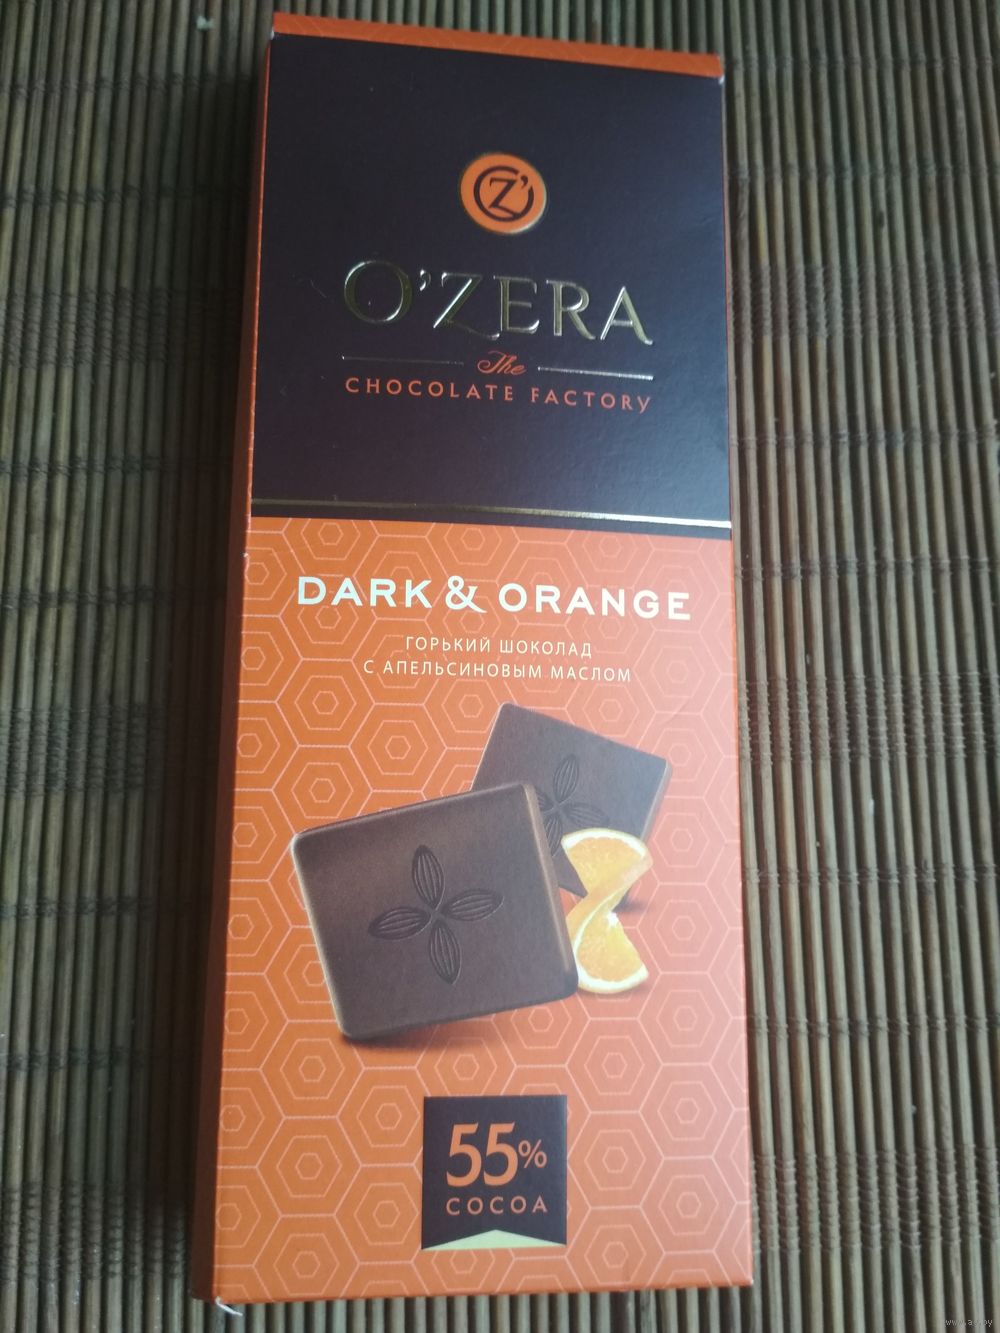 Z'
O'ZERA
The
CHOCOLATE FACTORY
DARK & ORANGE
ГОРЬКИЙ ШОКОЛАД
С АПЕЛЬСИНОВЫМ МАСЛОМ
55%
COCOA